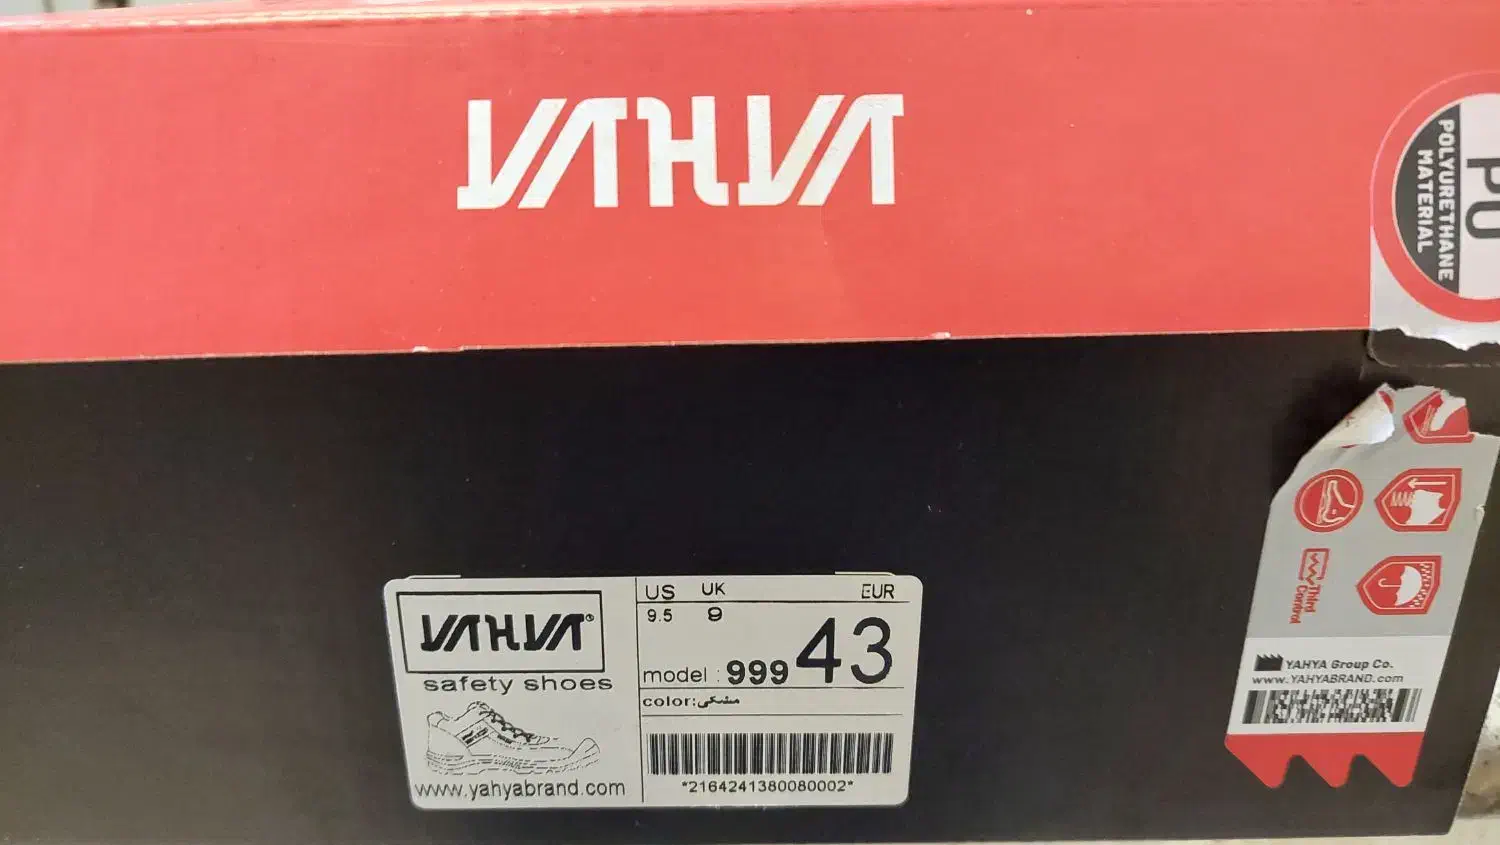 YAHYA
PU
POLYURETHANE
MATERIAL
YAHYA®
safety shoes
www.yahyabrand.com
US UK EUR
9.5 9 43
model : 999
color:مشکی
*2164241380080002*
Third
Control
YAHYA Group Co.
www.YAHYABRAND.com